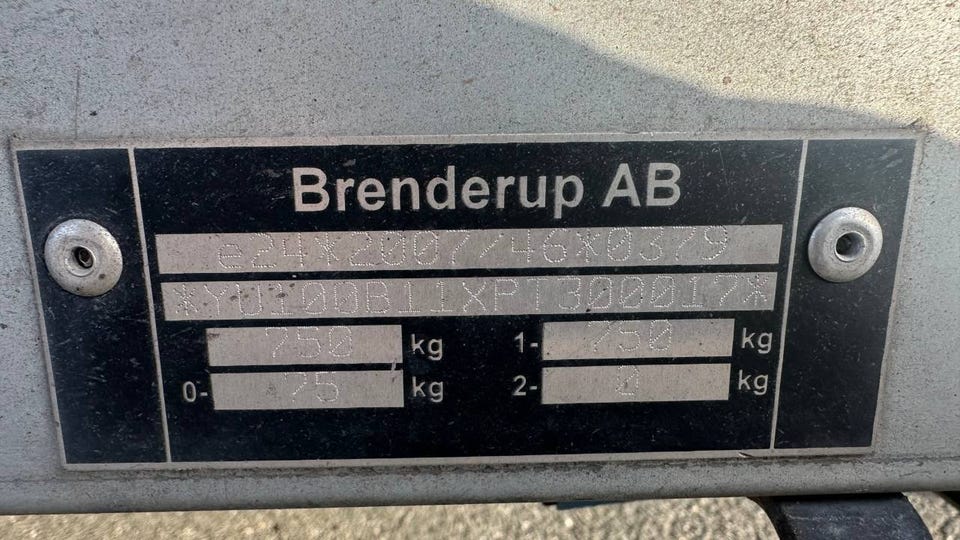 Brenderup AB
e24*2007/46*0379
*YU100B11XPT300017*
750 kg 1- 750 kg
0- 75 kg 2- 0 kg